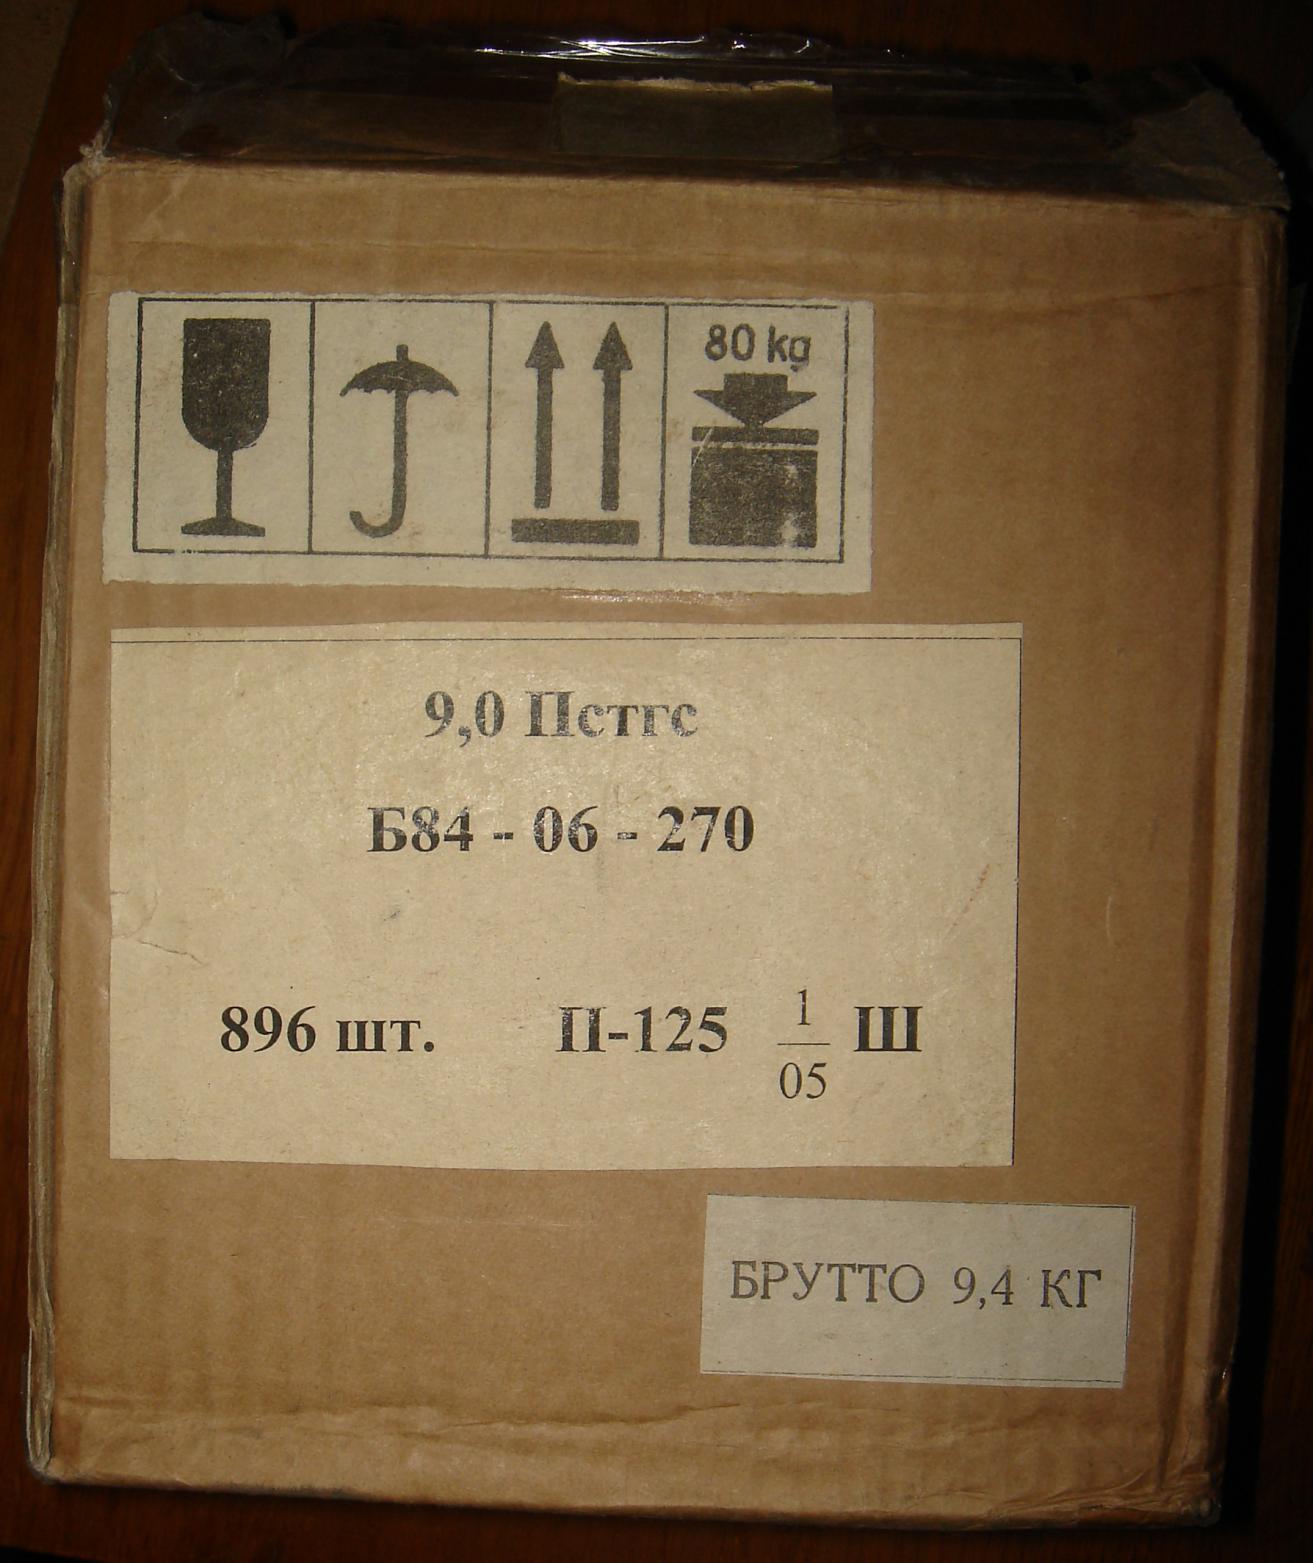 80 kg
9,0 Пстгс
Б84 - 06 - 270
896 шт. П-125 1/05 Ш
БРУТТО 9,4 КГ